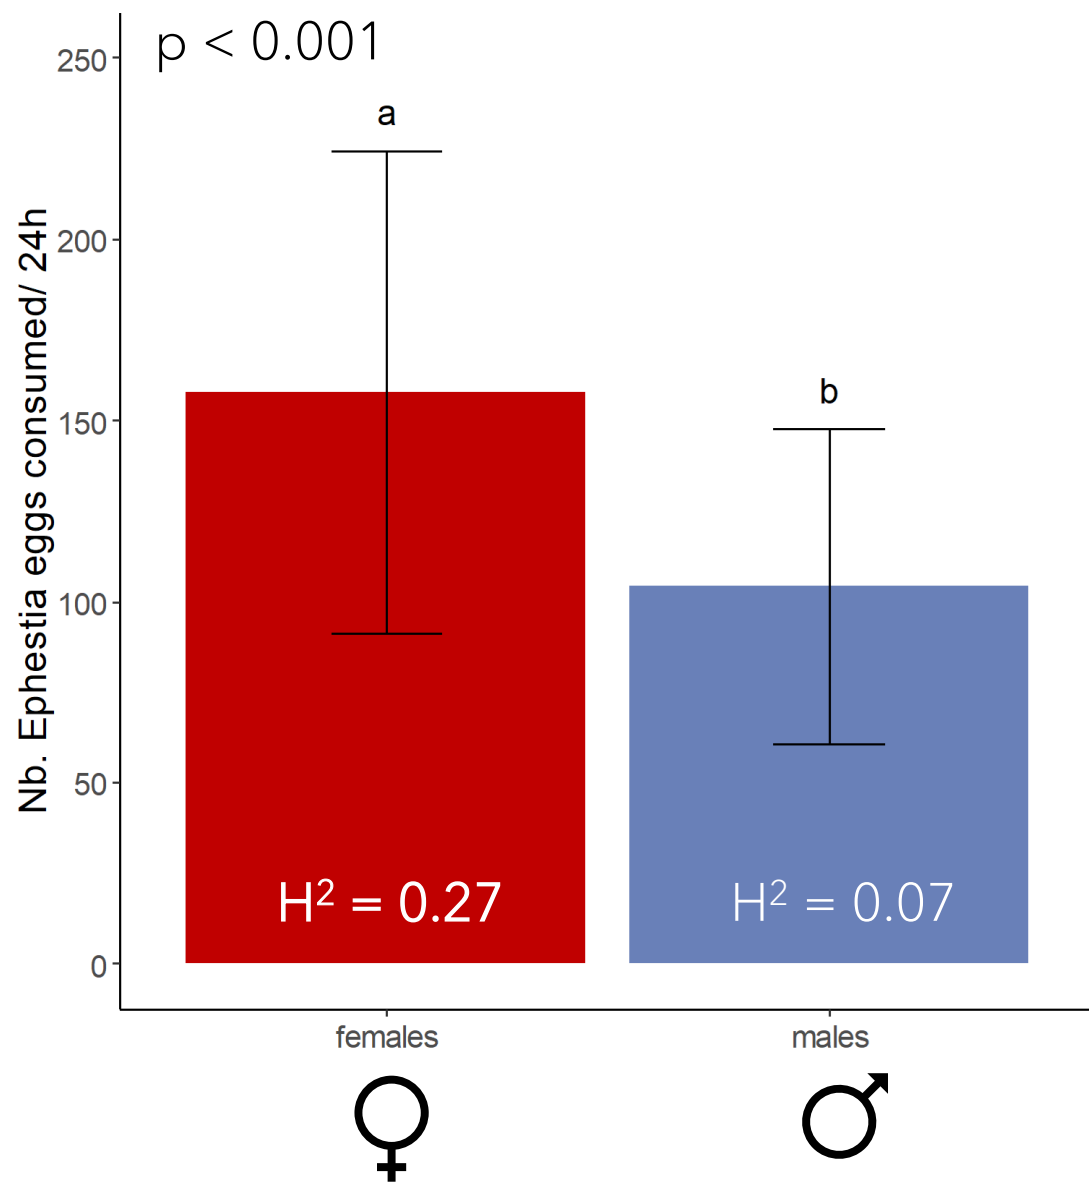 p < 0.001
a
b
Nb. Ephestia eggs consumed/ 24h
250
200
150
100
50
0
H² = 0.27
H² = 0.07
females
males
♀
♂